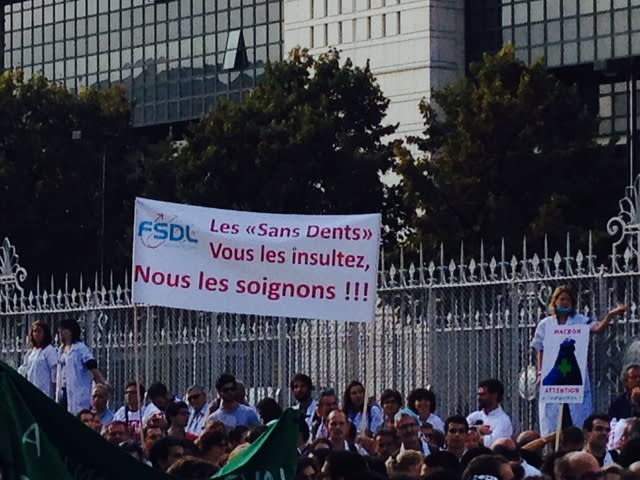 FSDL
Les «Sans Dents»
Vous les insultez,
Nous les soignons !!!
MACRON
ATTENTION
A